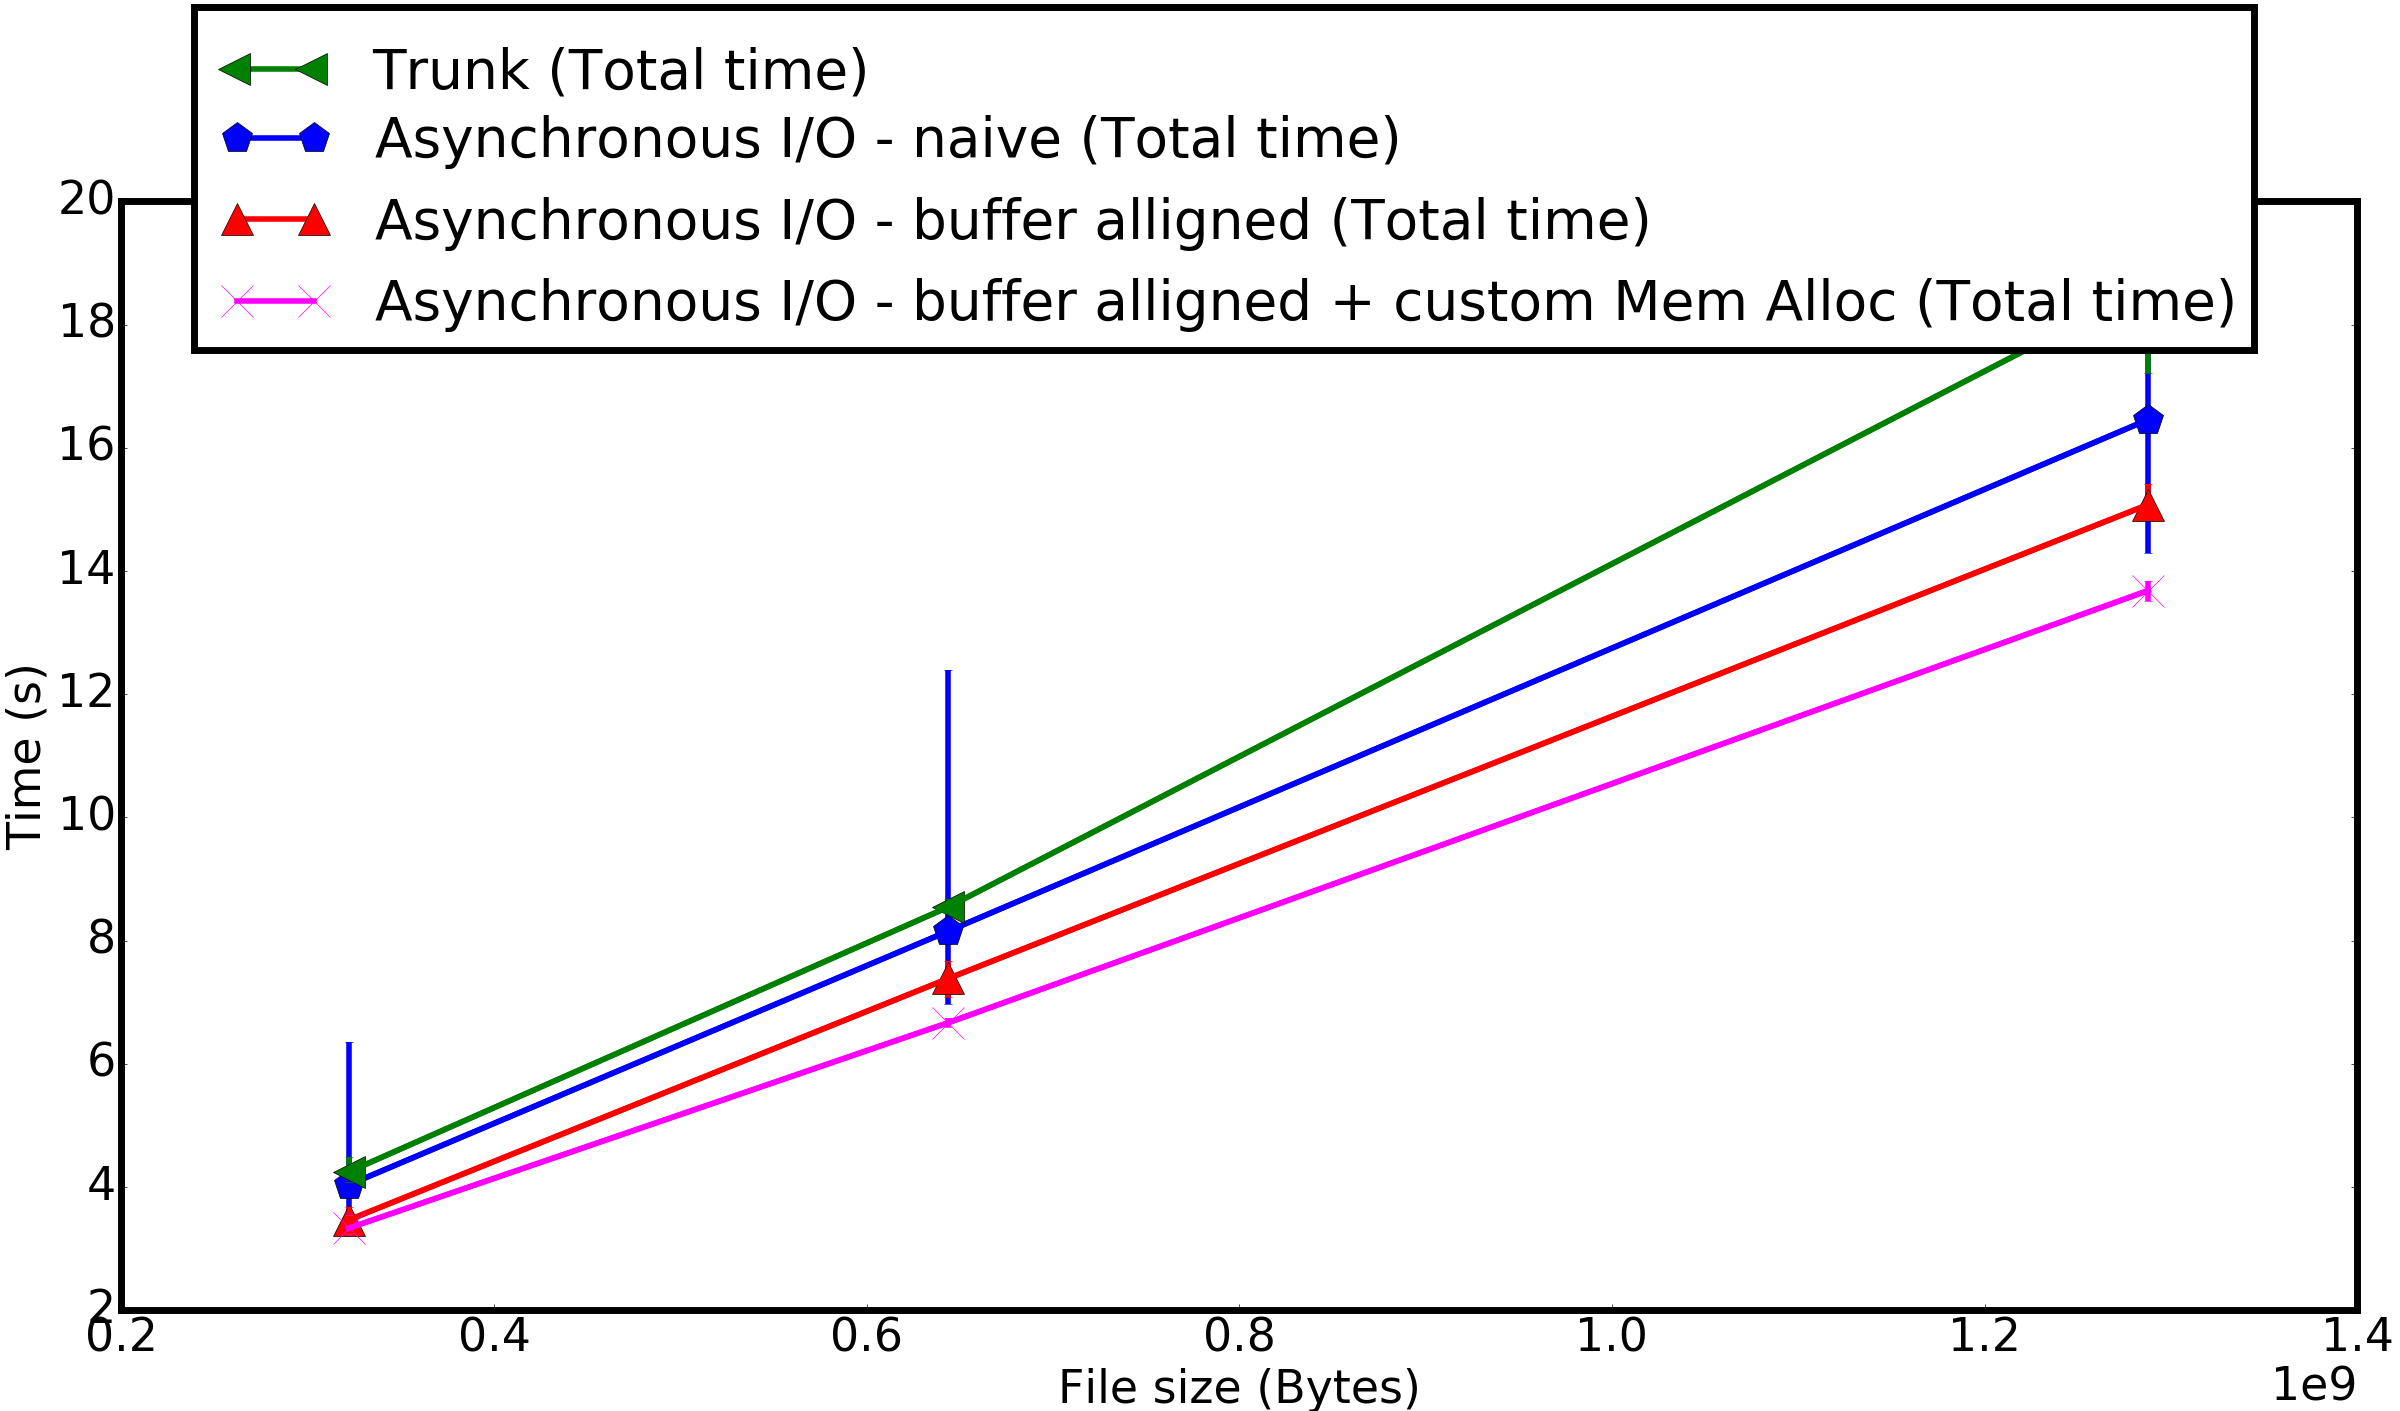 Trunk (Total time)
Asynchronous I/O - naive (Total time)
Asynchronous I/O - buffer alligned (Total time)
Asynchronous I/O - buffer alligned + custom Mem Alloc (Total time)
20
18
16
14
12
10
8
6
4
2
Time (s)
0.2 0.4 0.6 0.8 1.0 1.2 1.4
File size (Bytes)
1e9